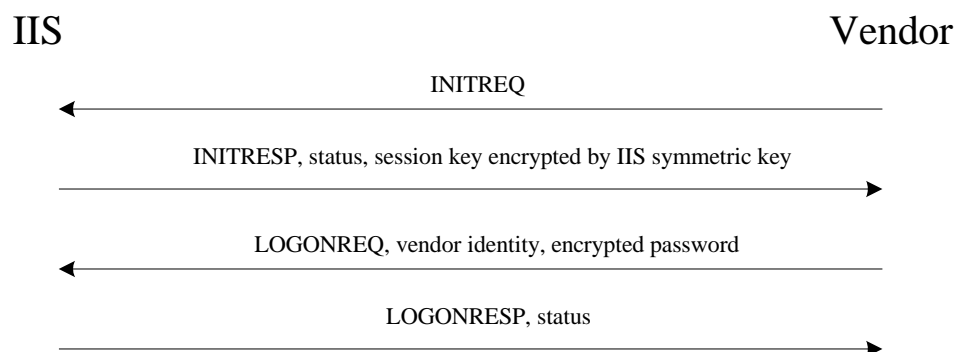 IIS
Vendor
INITREQ
INITRESP, status, session key encrypted by IIS symmetric key
LOGONREQ, vendor identity, encrypted password
LOGONRESP, status